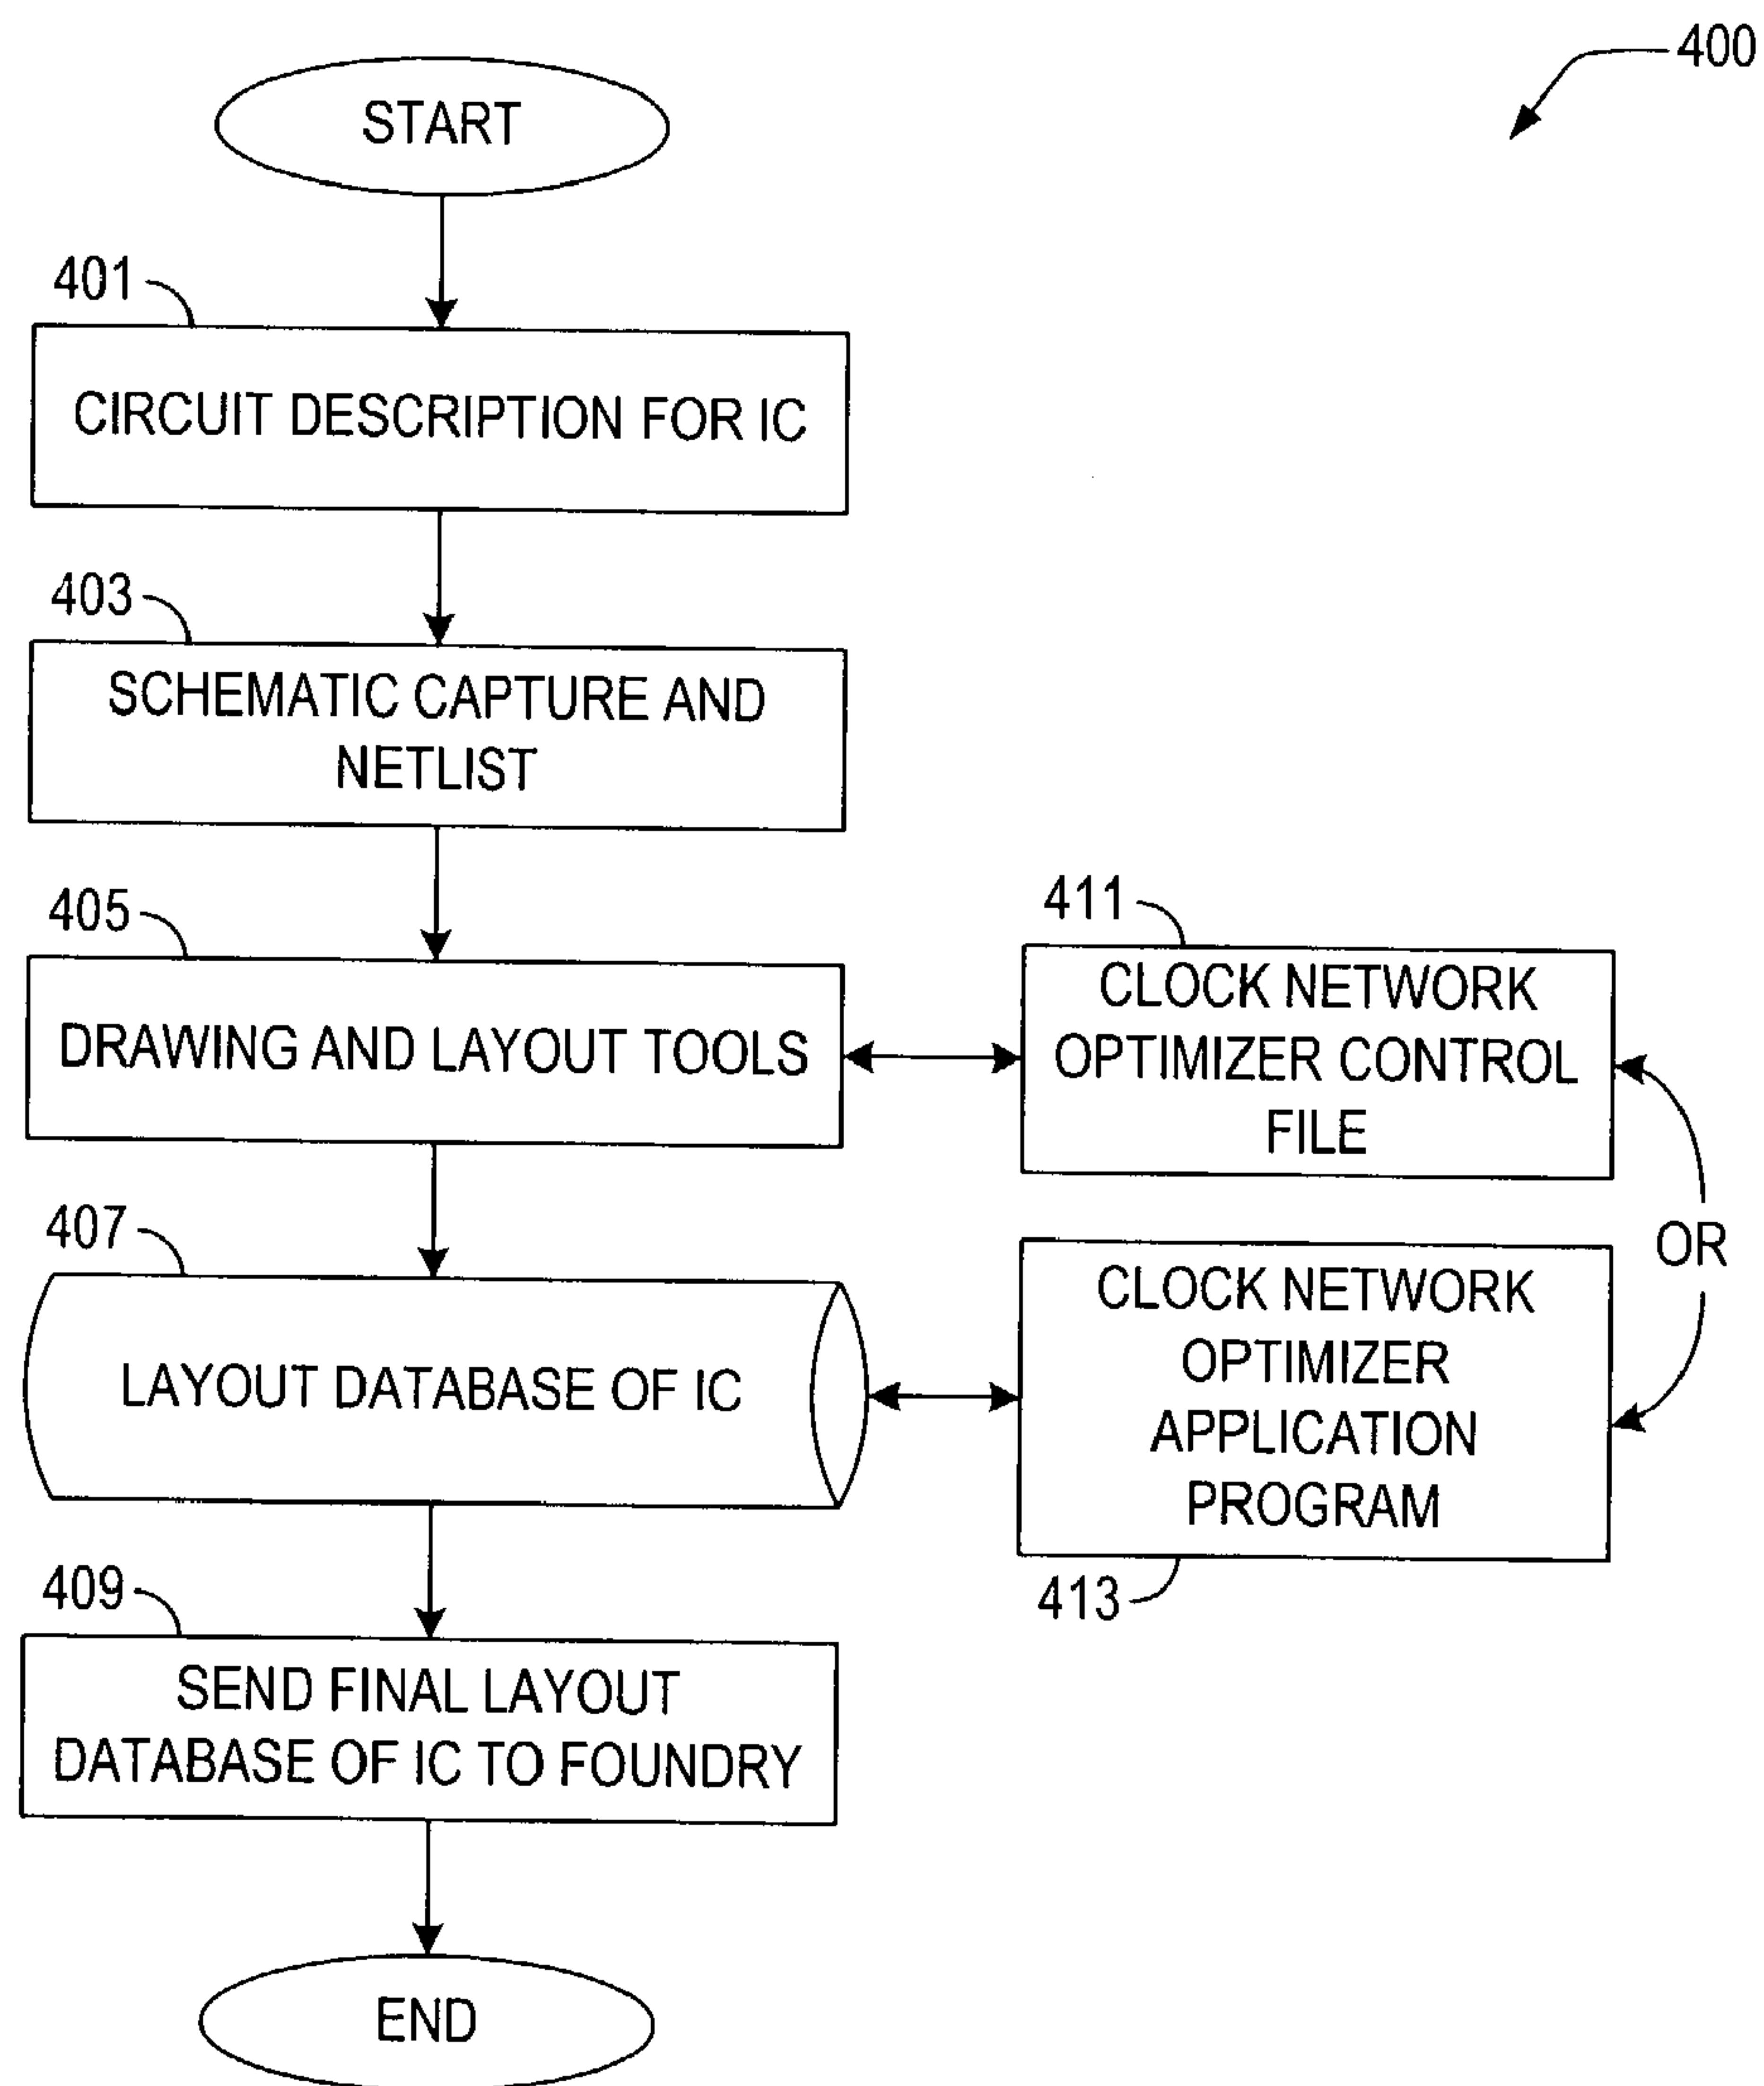 400
START
401
CIRCUIT DESCRIPTION FOR IC
403
SCHEMATIC CAPTURE AND
NETLIST
405
DRAWING AND LAYOUT TOOLS
411
CLOCK NETWORK
OPTIMIZER CONTROL
FILE
OR
407
LAYOUT DATABASE OF IC
CLOCK NETWORK
OPTIMIZER
APPLICATION
PROGRAM
413
409
SEND FINAL LAYOUT
DATABASE OF IC TO FOUNDRY
END